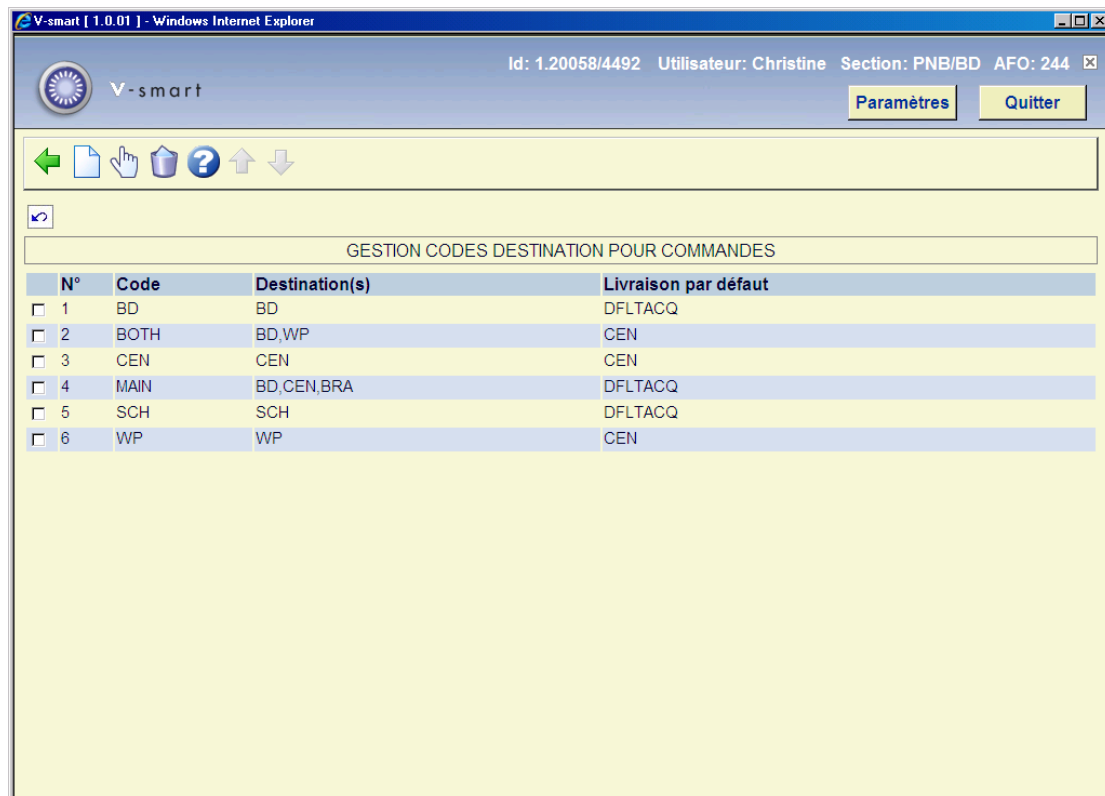 V-smart [ 1.0.01 ] - Windows Internet Explorer
Id: 1.20058/4492 Utilisateur: Christine Section: PNB/BD AFO: 244
V-smart
Paramètres Quitter
GESTION CODES DESTINATION POUR COMMANDES
N° Code Destination(s) Livraison par défaut
1 BD BD DFLTACQ
2 BOTH BD,WP CEN
3 CEN CEN CEN
4 MAIN BD,CEN,BRA DFLTACQ
5 SCH SCH DFLTACQ
6 WP WP CEN